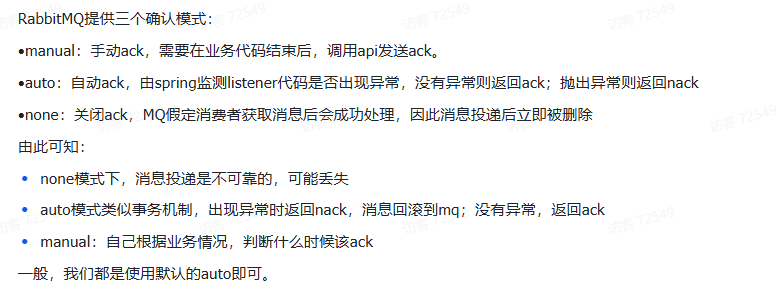 RabbitMQ提供三个确认模式：
•manual：手动ack，需要在业务代码结束后，调用api发送ack。
•auto：自动ack，由spring监测listener代码是否出现异常，没有异常则返回ack；抛出异常则返回nack
•none：关闭ack，MQ假定消费者获取消息后会成功处理，因此消息投递后立即被删除
由此可知：
• none模式下，消息投递是不可靠的，可能丢失
• auto模式类似事务机制，出现异常时返回nack，消息回滚到mq；没有异常，返回ack
• manual：自己根据业务情况，判断什么时候该ack
一般，我们都是使用默认的auto即可。
访客 72549